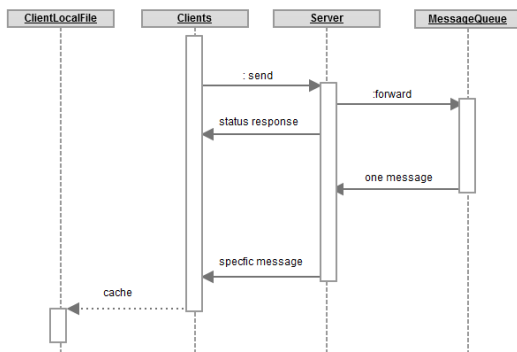 ClientLocalFile
Clients
Server
MessageQueue
: send
:forward
status response
one message
specfic message
cache